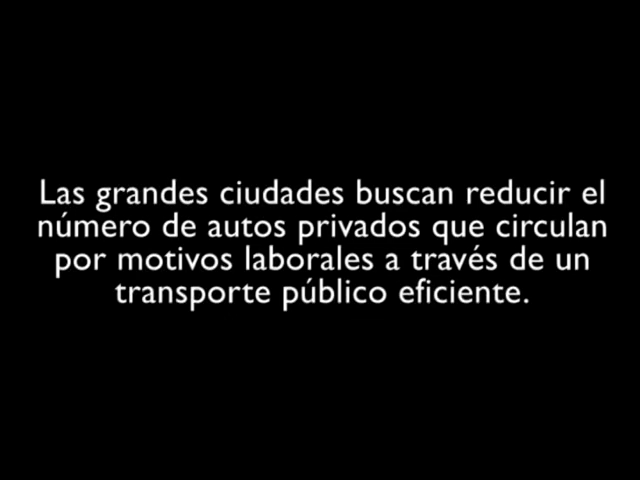 Las grandes ciudades buscan reducir el
número de autos privados que circulan
por motivos laborales a través de un
transporte público eficiente.